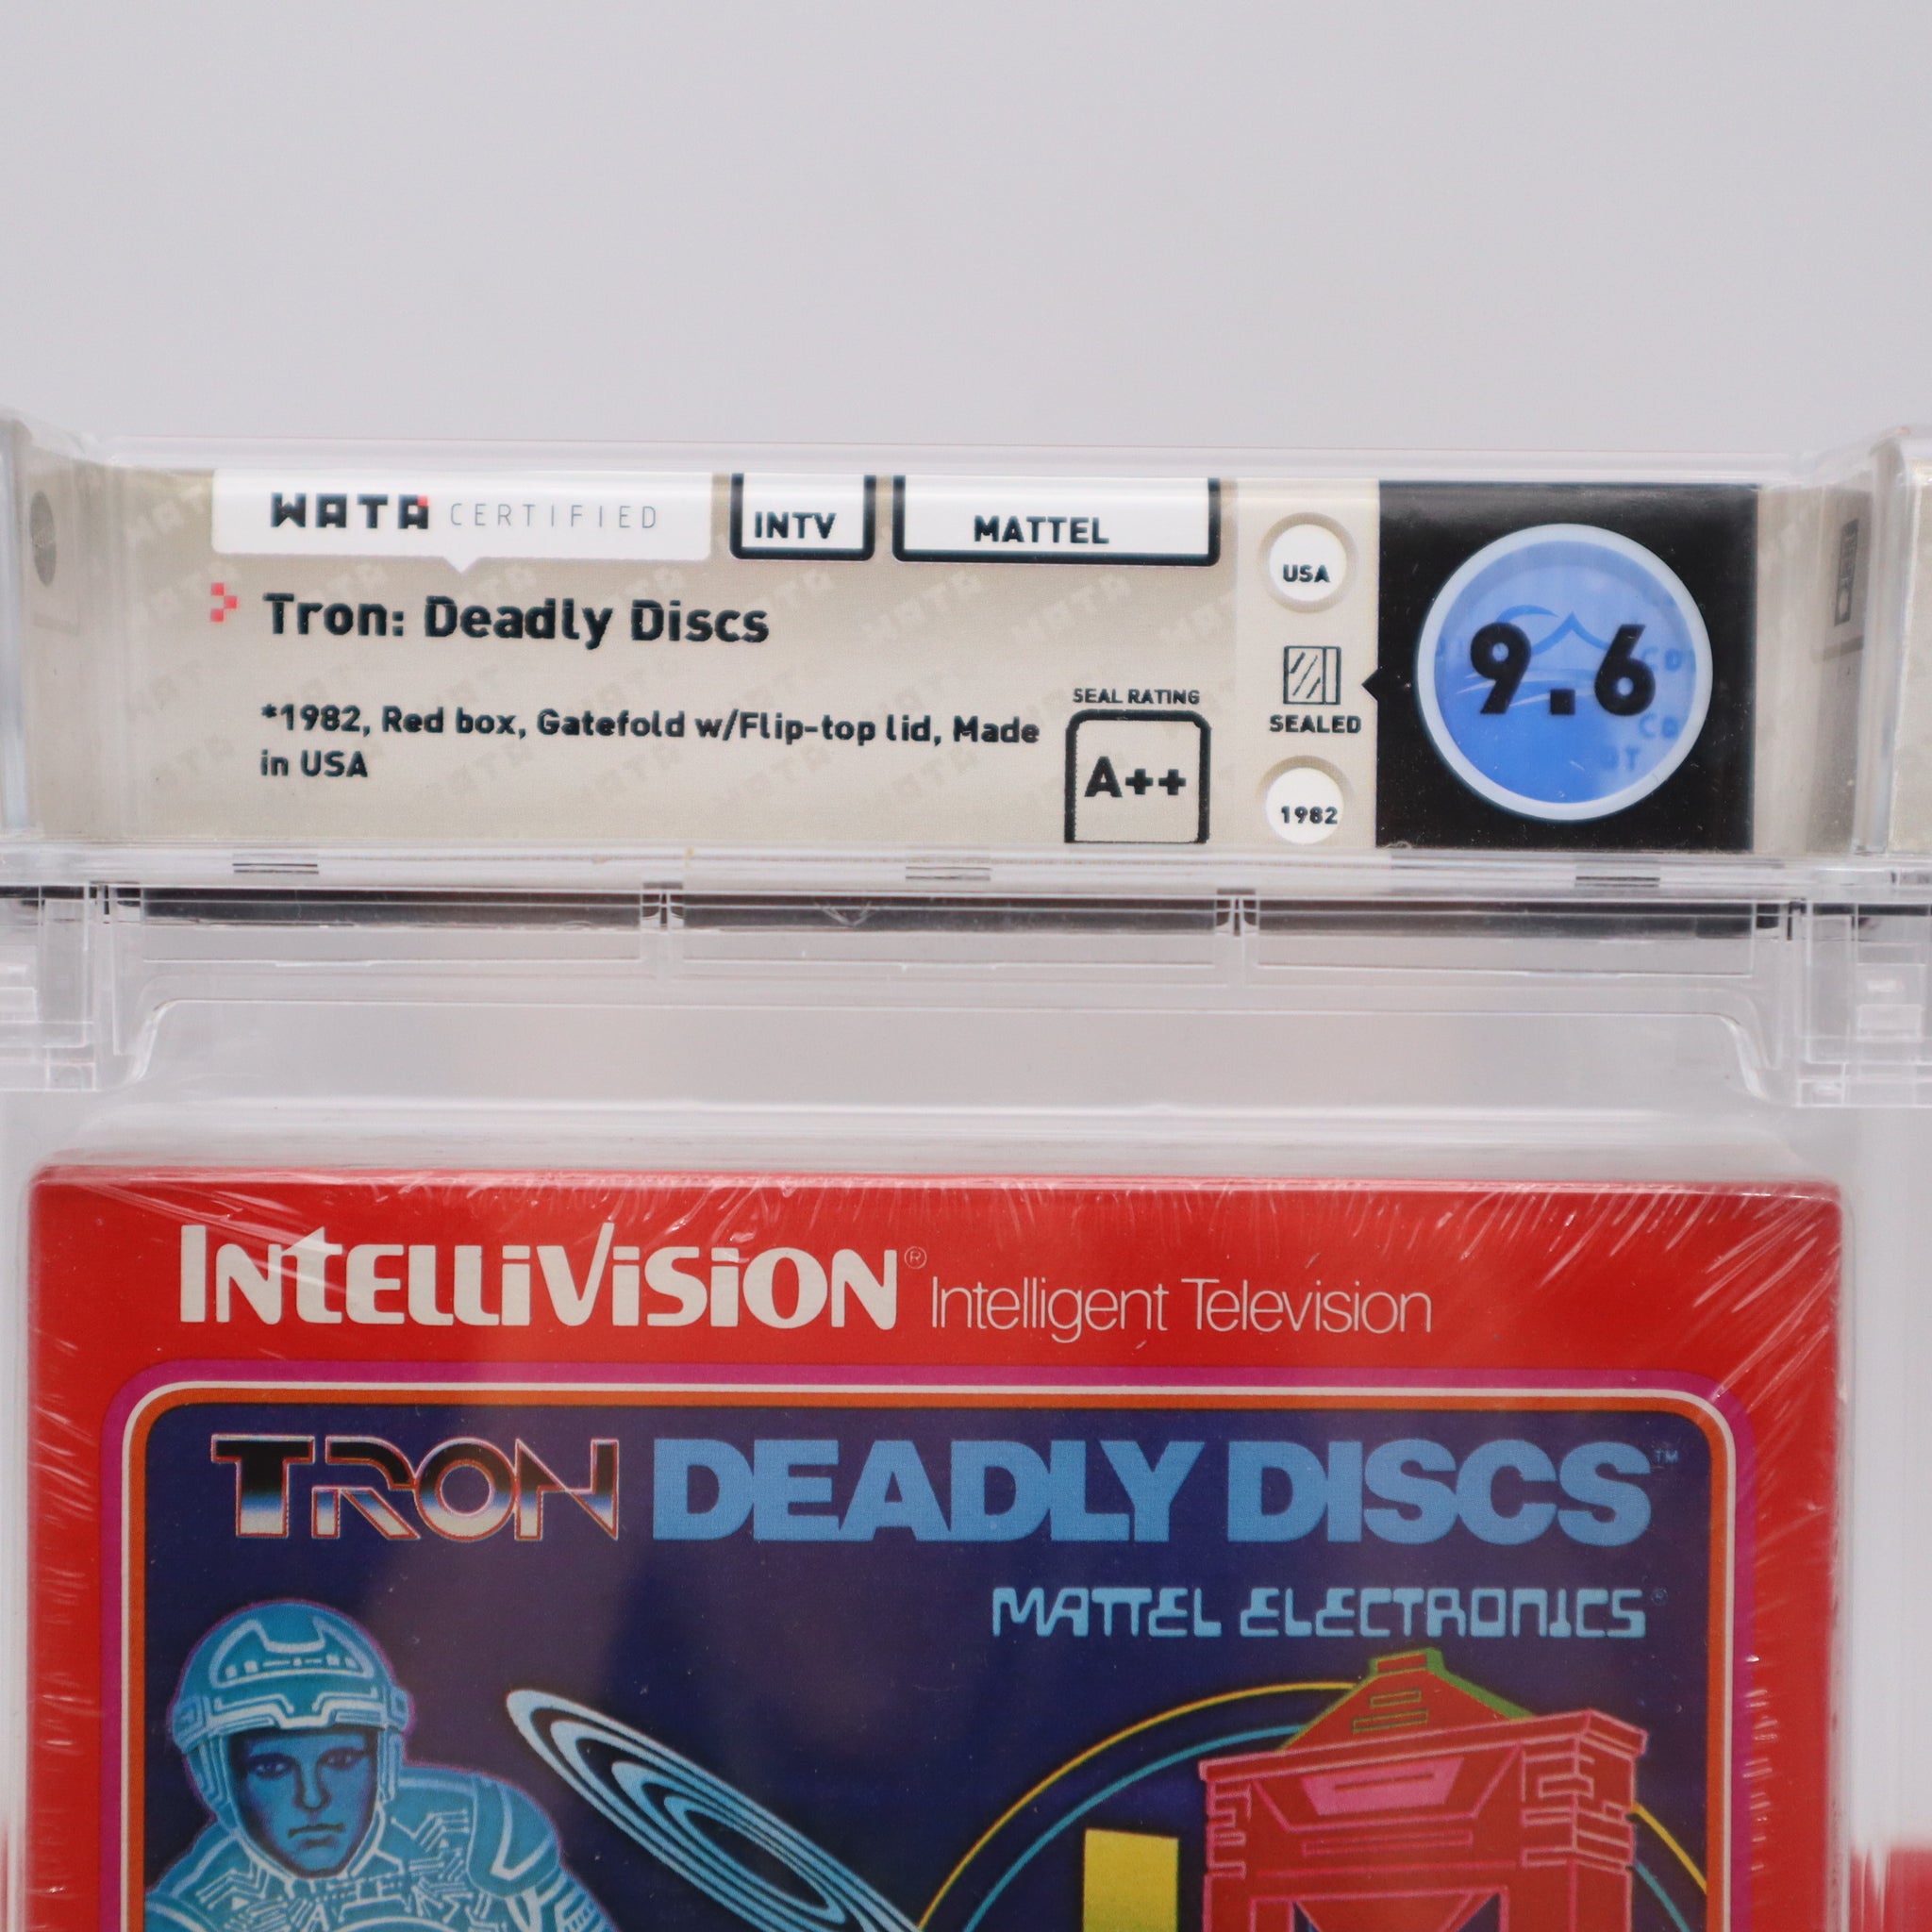 WATA CERTIFIED
INTV
MATTEL
USA
9.6
Tron: Deadly Discs
*1982, Red box, Gatefold w/Flip-top lid, Made
in USA
SEAL RATING
A++
SEALED
1982
INTELLIVISION® Intelligent Television
TRON DEADLY DISCS™
MATTEL ELECTRONICS®